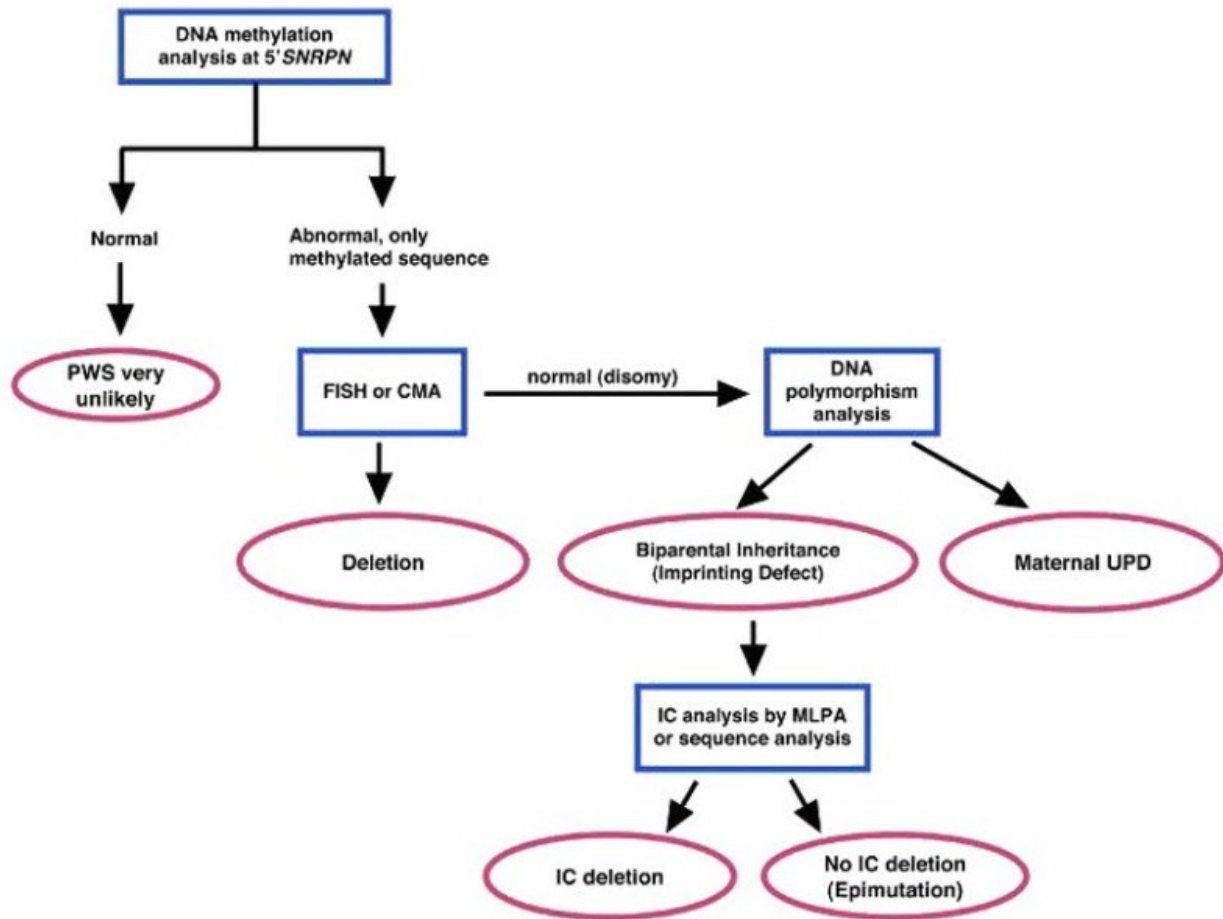 DNA methylation
analysis at 5'SNRPN
Normal
Abnormal, only
methylated sequence
PWS very
unlikely
FISH or CMA
normal (disomy)
DNA
polymorphism
analysis
Deletion
Biparental Inheritance
(Imprinting Defect)
Maternal UPD
IC analysis by MLPA
or sequence analysis
IC deletion
No IC deletion
(Epimutation)